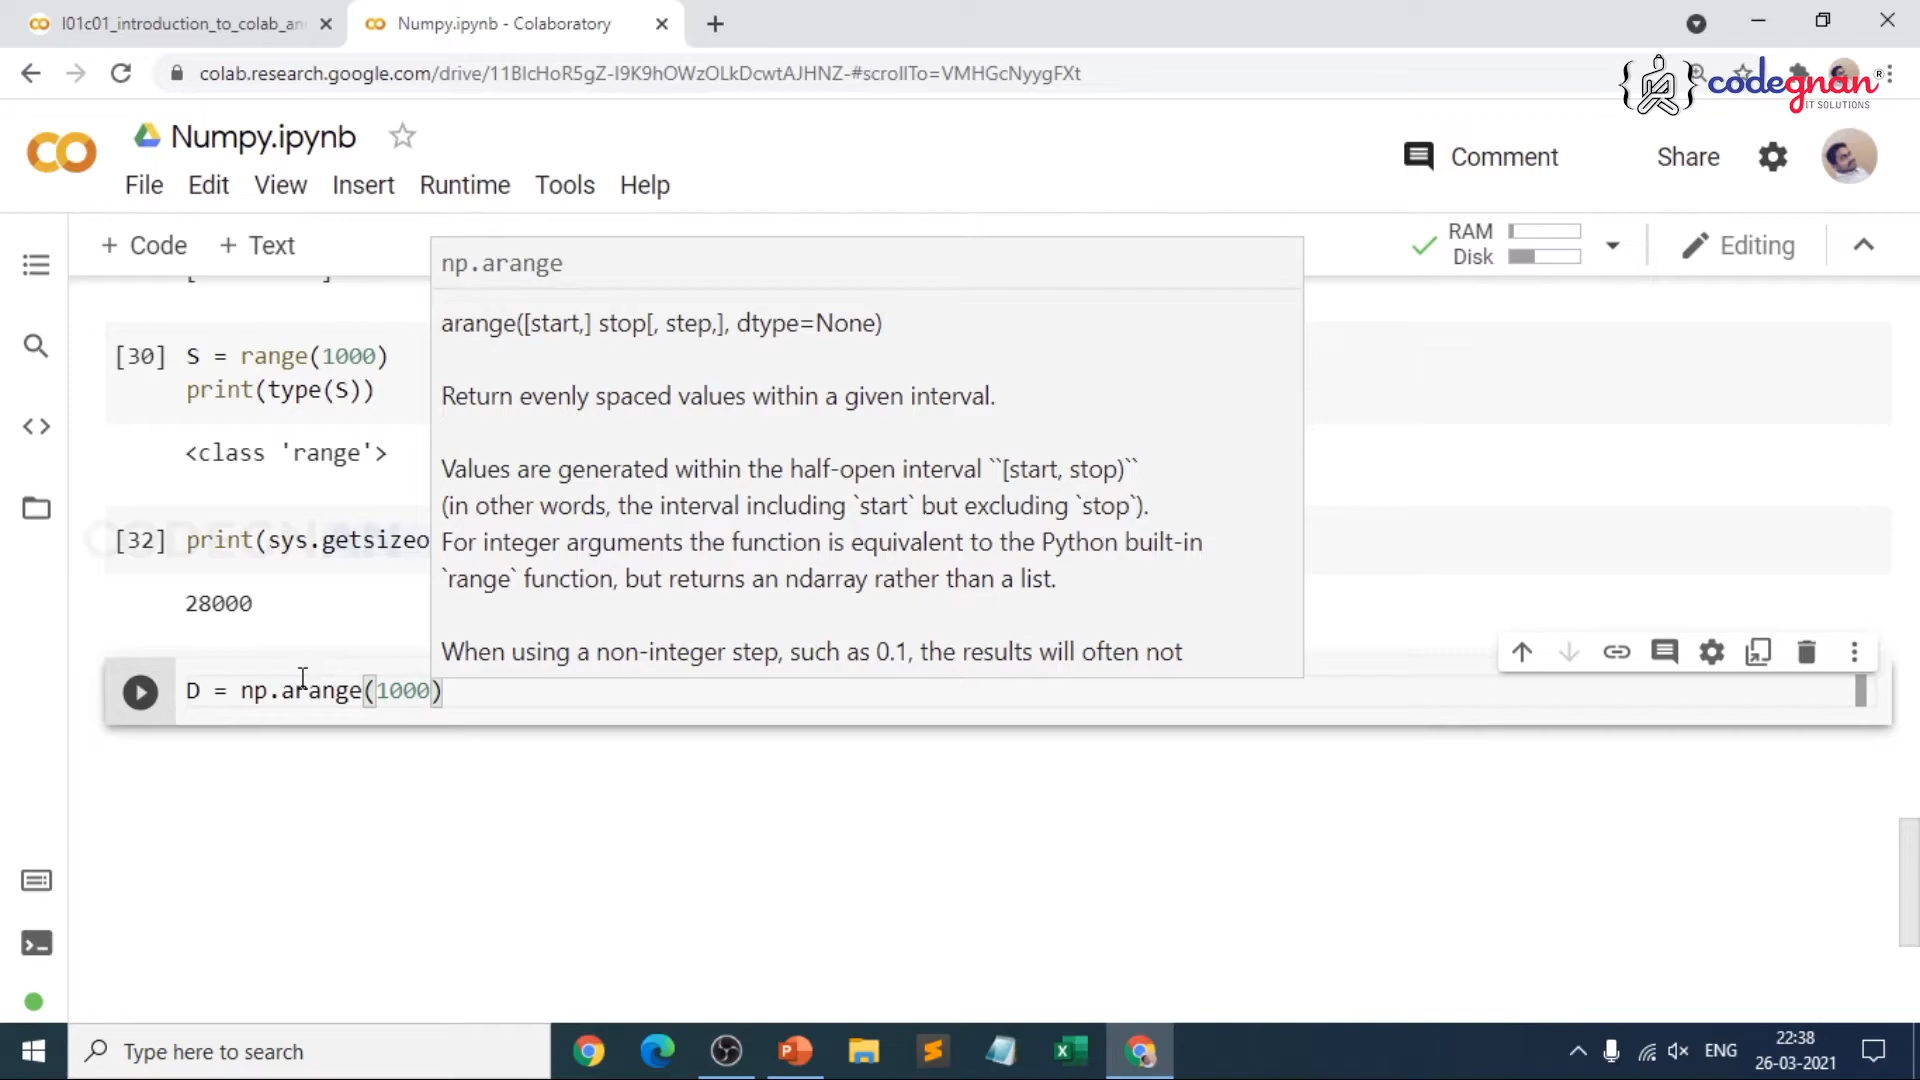 l01c01_introduction_to_colab_an
Numpy.ipynb - Colaboratory
colab.research.google.com/drive/11BlcHoR5gZ-I9K9hOWzOLkDcwtAJHNZ-#scrollTo=VMHGcNyygFXt
codegnan®
IT SOLUTIONS
Numpy.ipynb
Comment
Share
File Edit View Insert Runtime Tools Help
+ Code + Text
RAM
Disk
Editing
np.arange
arange([start,] stop[, step,], dtype=None)
Return evenly spaced values within a given interval.
Values are generated within the half-open interval ``[start, stop)``
(in other words, the interval including `start` but excluding `stop`).
For integer arguments the function is equivalent to the Python built-in
`range` function, but returns an ndarray rather than a list.
When using a non-integer step, such as 0.1, the results will often not
[30] S = range(1000)
print(type(S))
<class 'range'>
[32] print(sys.getsizeo
28000
D = np.arange(1000)
Type here to search
ENG
22:38
26-03-2021